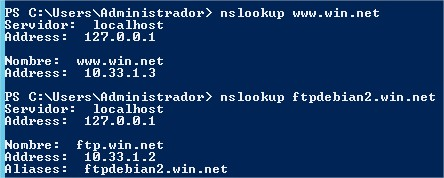 PS C:\Users\Administrador> nslookup www.win.net
Servidor:  localhost
Address:  127.0.0.1
Nombre:  www.win.net
Address:  10.33.1.3
PS C:\Users\Administrador> nslookup ftpdebian2.win.net
Servidor:  localhost
Address:  127.0.0.1
Nombre:  ftp.win.net
Address:  10.33.1.2
Aliases:  ftpdebian2.win.net